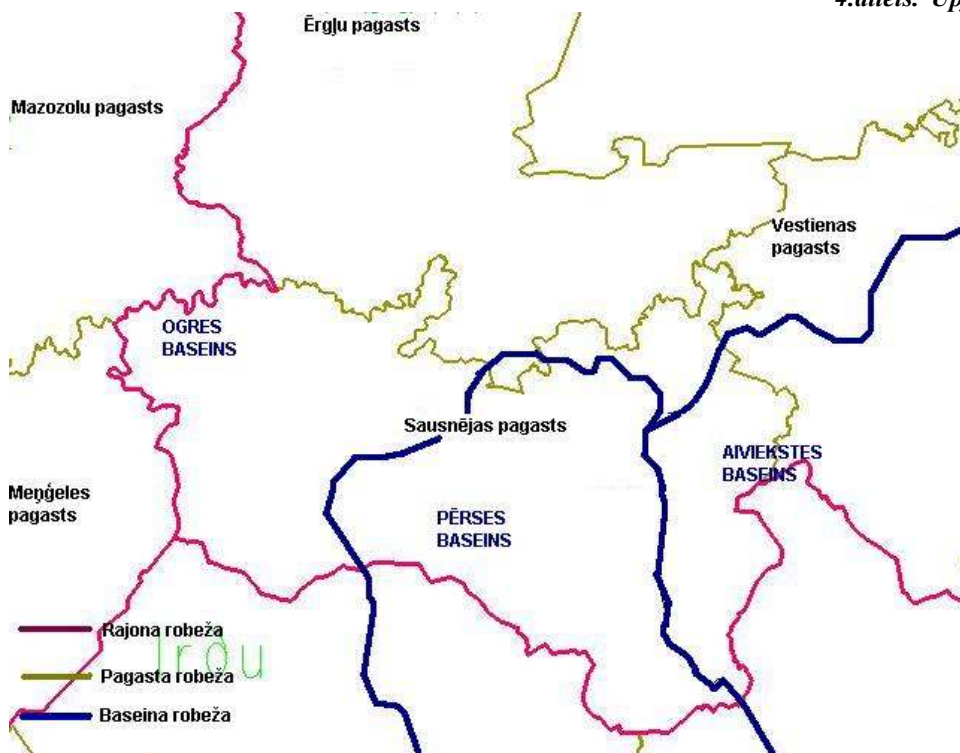 4.attēls. Up
Ērgļu pagasts
Mazozolu pagasts
Vestienas
pagasts
OGRES
BASEINS
Sausnējas pagasts
AIVIEKSTES
BASEINS
Meņģeles
pagasts
PĒRSES
BASEINS
Rajona robeža
Pagasta robeža
Baseina robeža